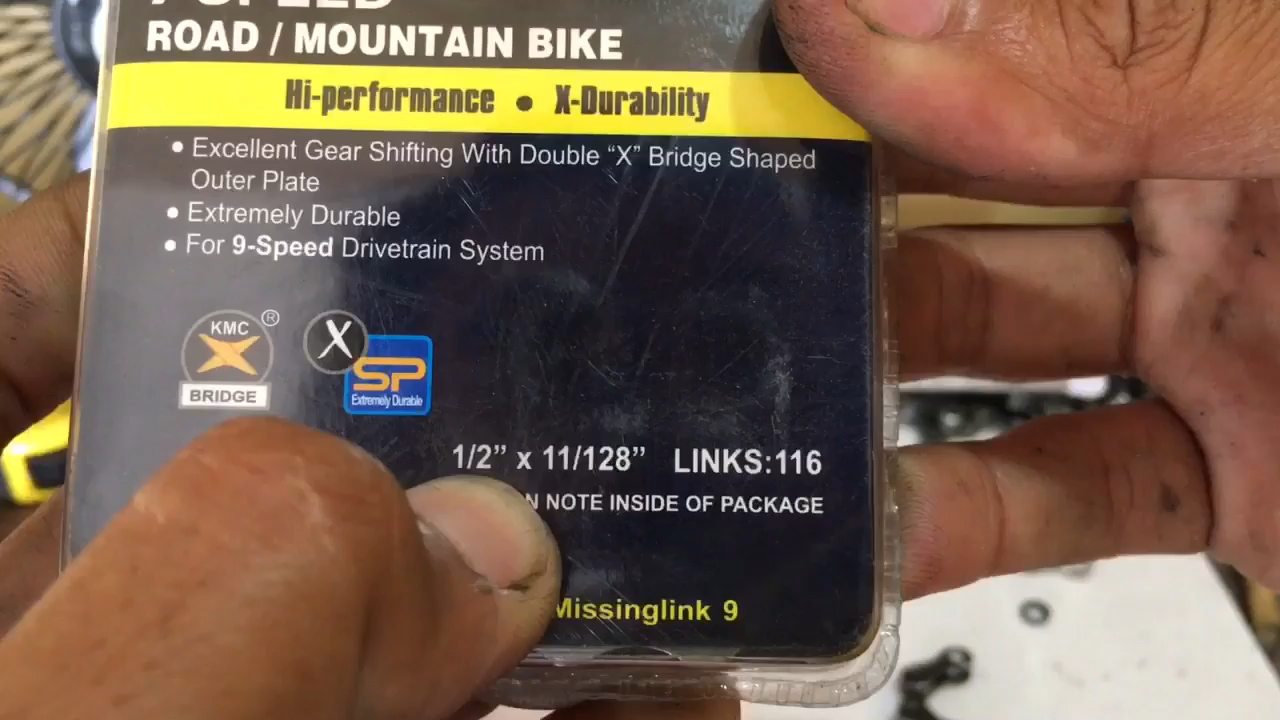 SPEED
ROAD / MOUNTAIN BIKE
Hi-performance • X-Durability
• Excellent Gear Shifting With Double “X” Bridge Shaped
Outer Plate
• Extremely Durable
• For 9-Speed Drivetrain System
KMC ®
X
BRIDGE
X
SP
Extremely Durable
1/2” x 11/128” LINKS:116
NOTE INSIDE OF PACKAGE
Missinglink 9